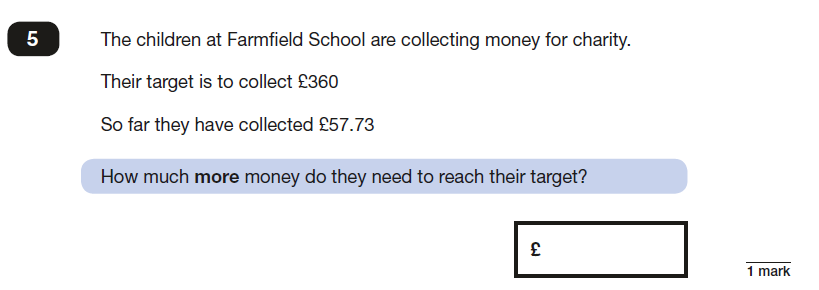 5
The children at Farmfield School are collecting money for charity.
Their target is to collect £360
So far they have collected £57.73
How much more money do they need to reach their target?
£
1 mark